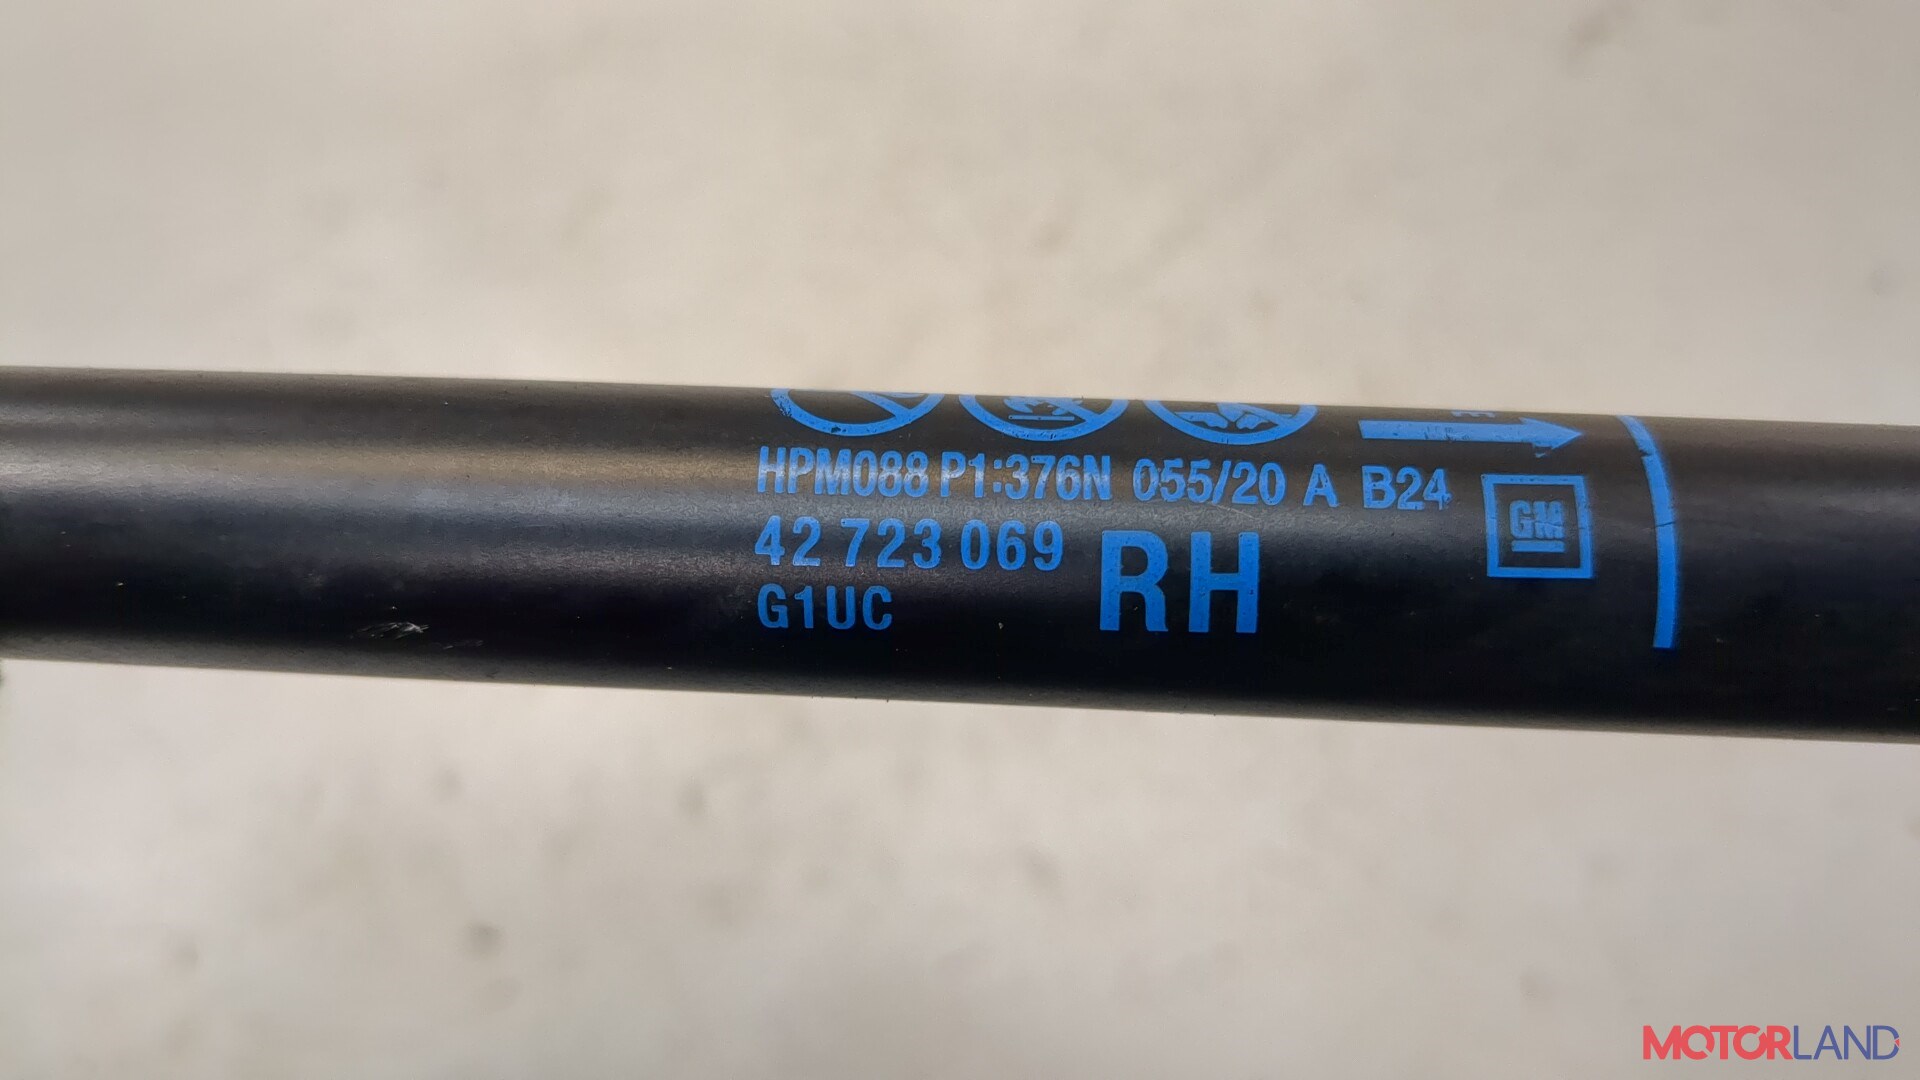 HPM088 P1:376N 055/20 A B24
42 723 069
G1UC
RH
GM
MOTORLAND